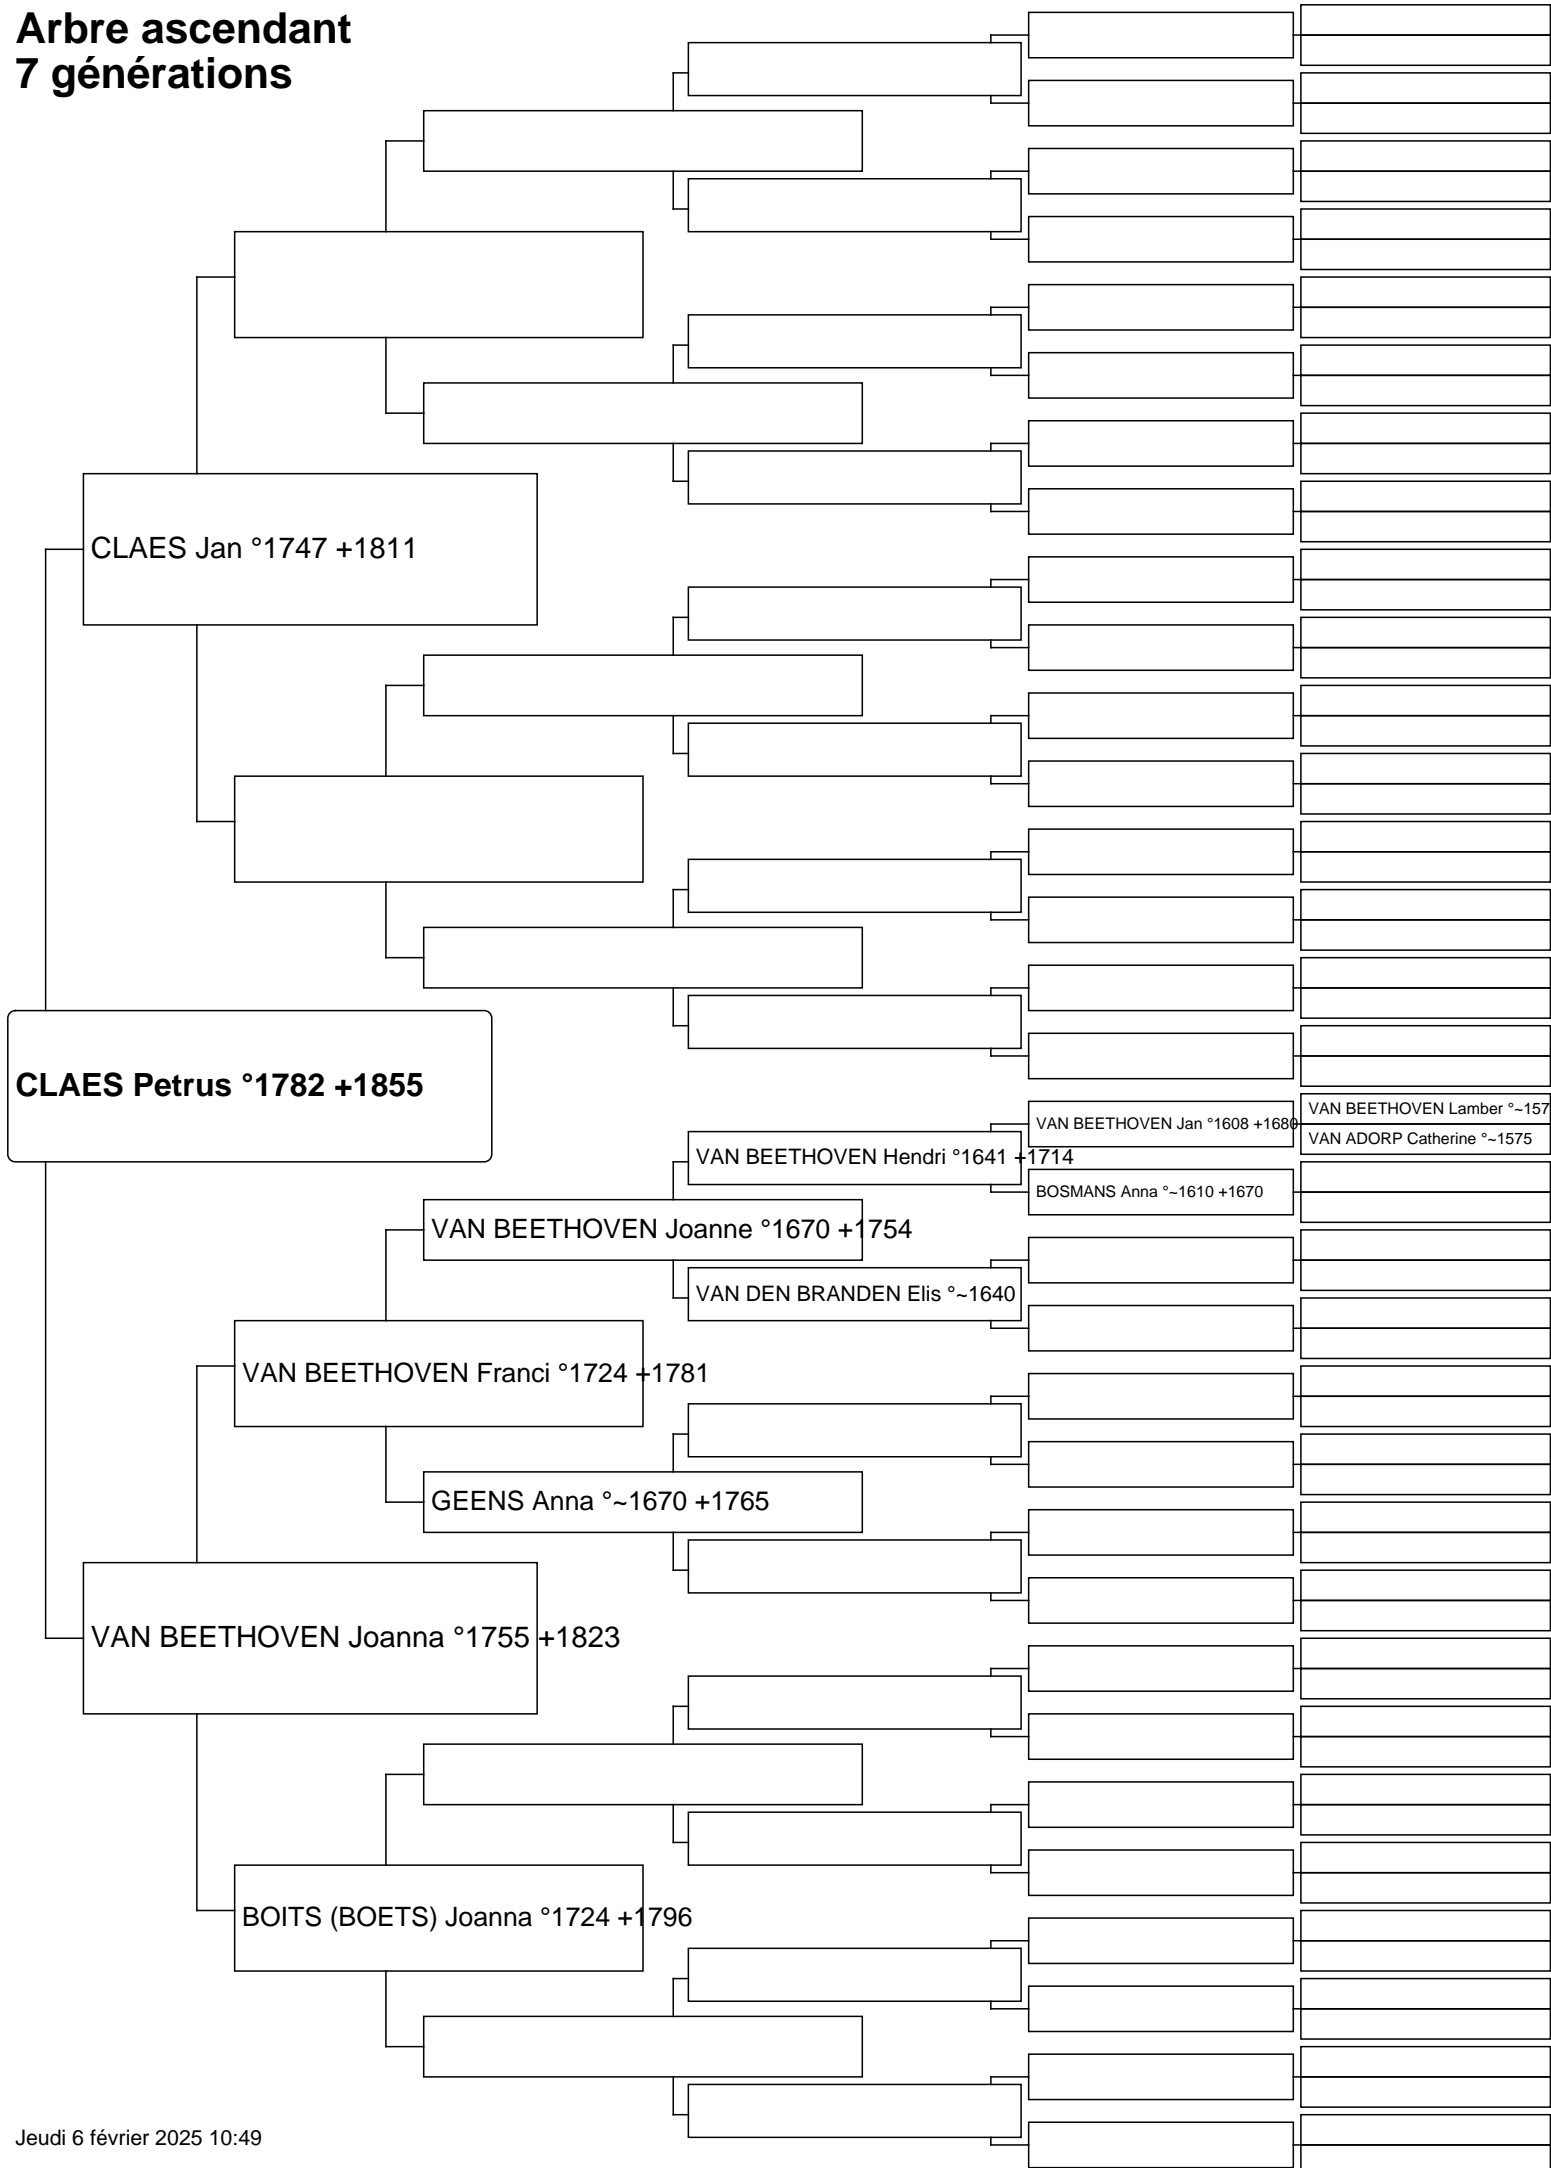 Arbre ascendant
7 générations
CLAES Jan °1747 +1811
CLAES Petrus °1782 +1855
VAN BEETHOVEN Lamber °~157
VAN BEETHOVEN Jan °1608 +1680
VAN ADORP Catherine °~1575
VAN BEETHOVEN Hendri °1641 +1714
BOSMANS Anna °~1610 +1670
VAN BEETHOVEN Joanne °1670 +1754
VAN DEN BRANDEN Elis °~1640
VAN BEETHOVEN Franci °1724 +1781
GEENS Anna °~1670 +1765
VAN BEETHOVEN Joanna °1755 +1823
BOITS (BOETS) Joanna °1724 +1796
Jeudi 6 février 2025 10:49